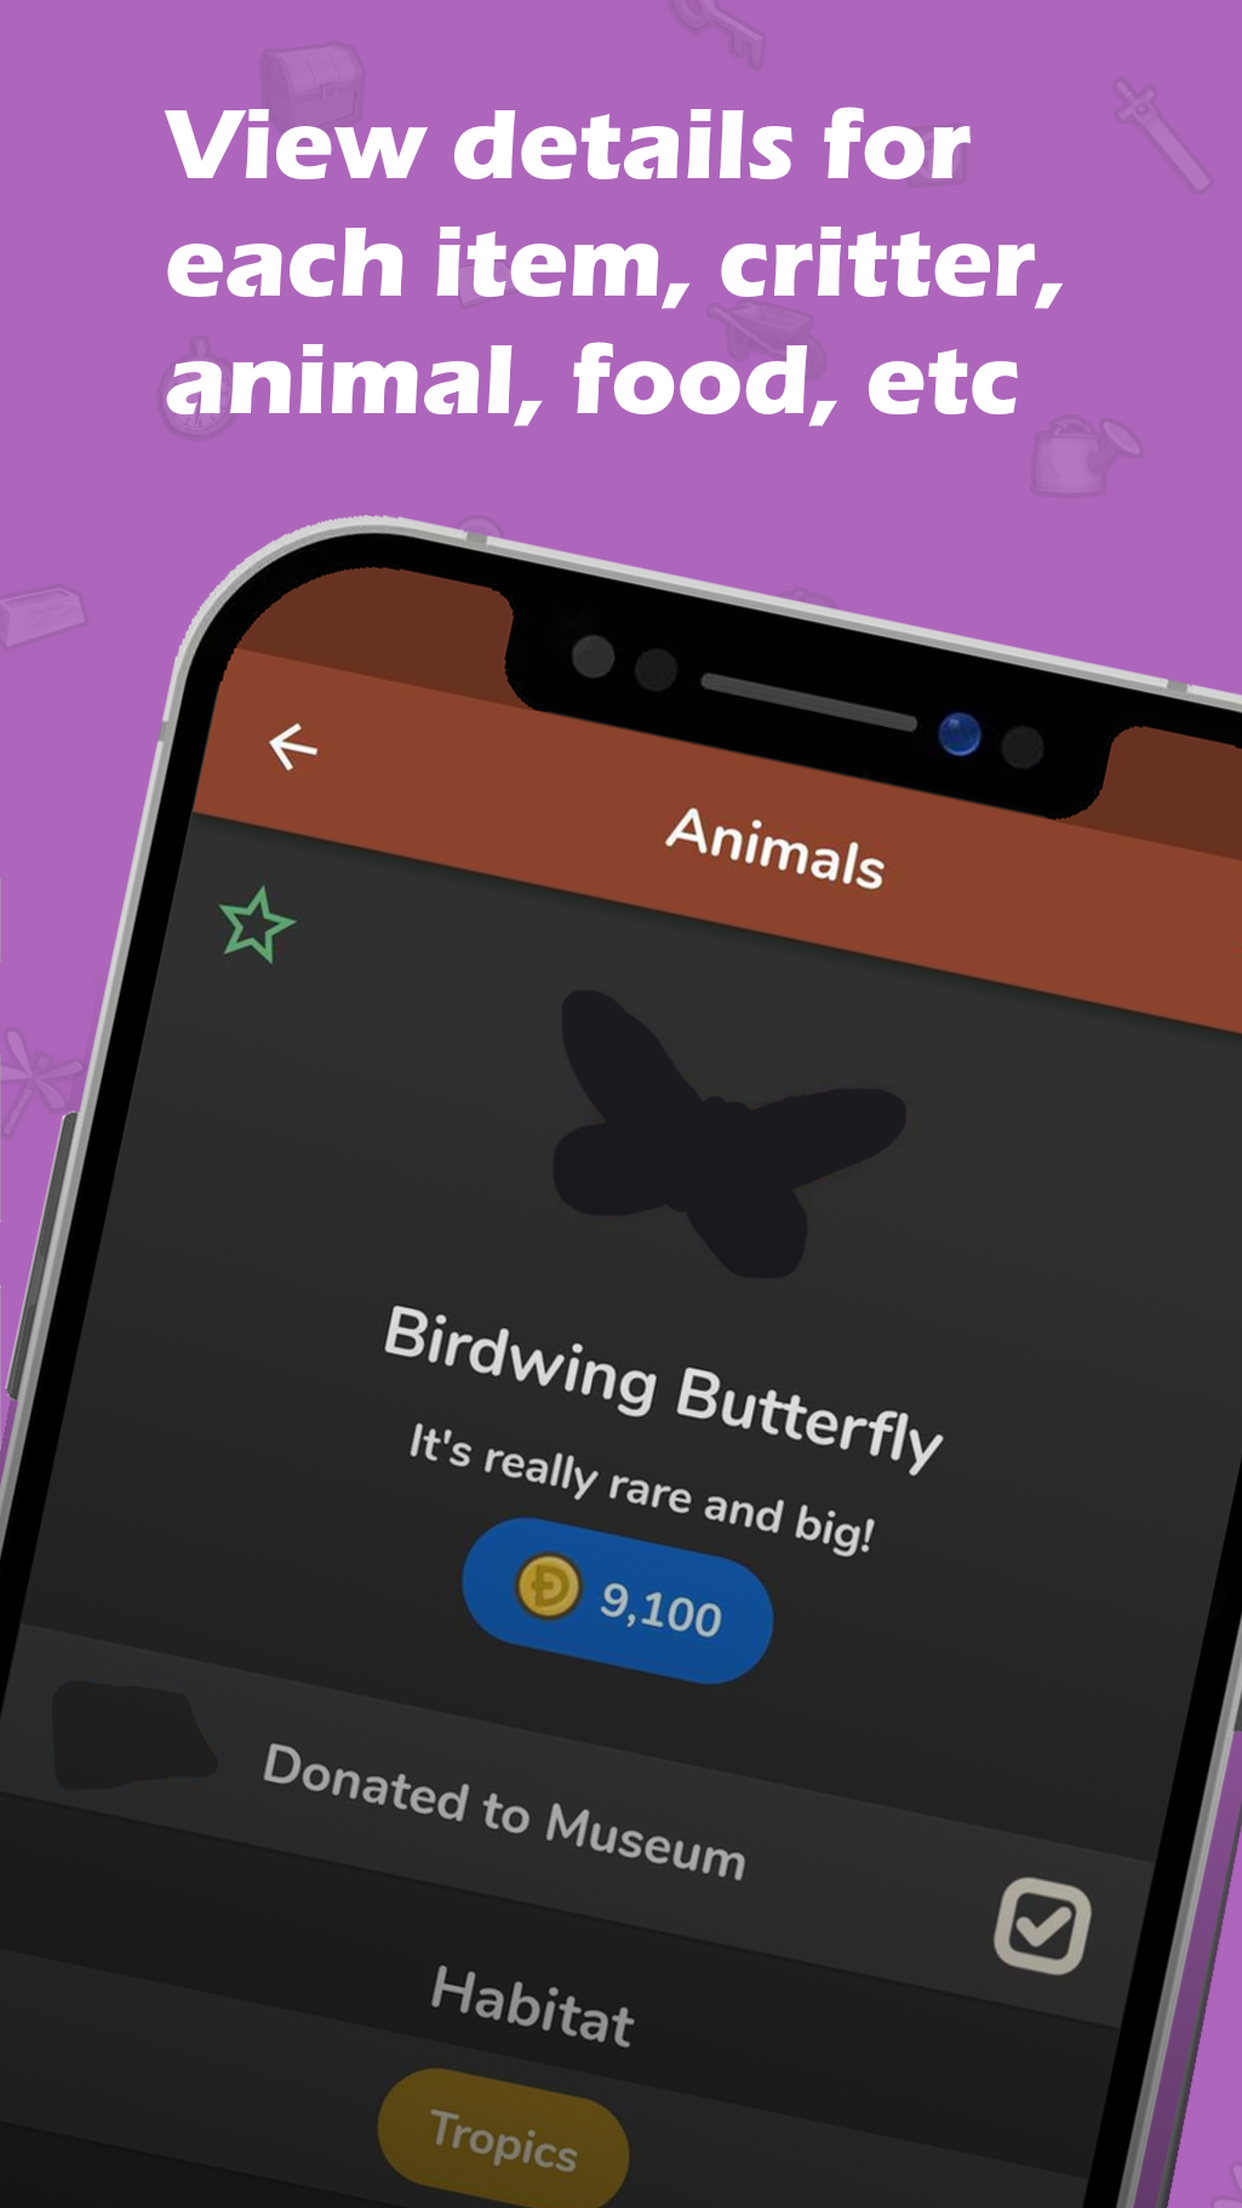 View details for
each item, critter,
animal, food, etc
Animals
Birdwing Butterfly
It's really rare and big!
9,100
Donated to Museum
Habitat
Tropics